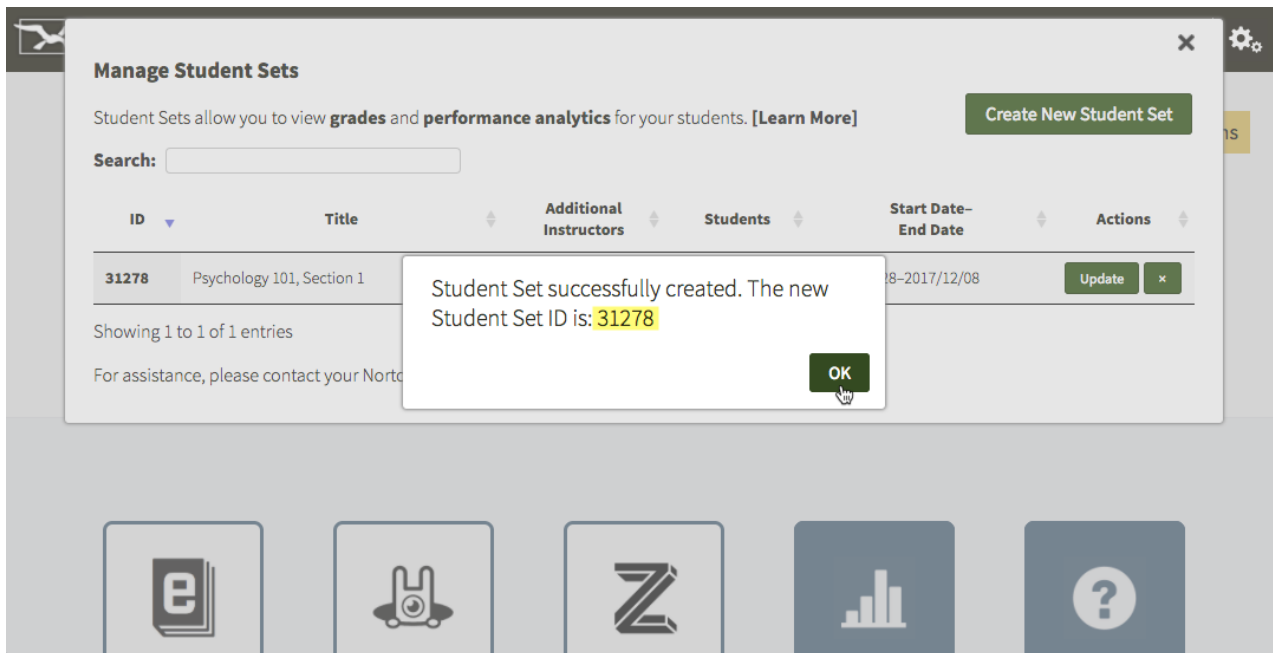 Manage Student Sets
Student Sets allow you to view grades and performance analytics for your students. [Learn More]
Create New Student Set
Search:
ID Title Additional Instructors Students Start Date– End Date Actions
31278 Psychology 101, Section 1 28–2017/12/08 Update ×
Student Set successfully created. The new
Student Set ID is: 31278
OK
Showing 1 to 1 of 1 entries
For assistance, please contact your
e
Z
?